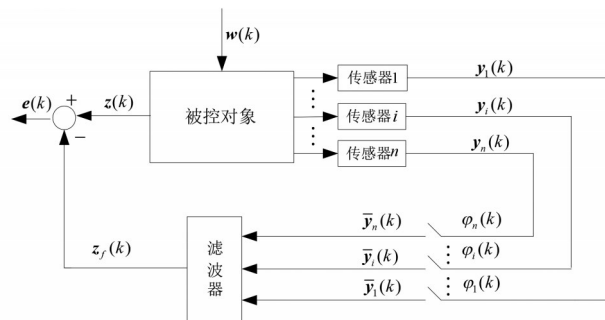 w(k)
传感器1
y₁(k)
e(k)
+
z(k)
被控对象
传感器i
yᵢ(k)
−
传感器n
yₙ(k)
z_f(k)
滤波器
ȳₙ(k)
φₙ(k)
ȳᵢ(k)
φᵢ(k)
ȳ₁(k)
φ₁(k)